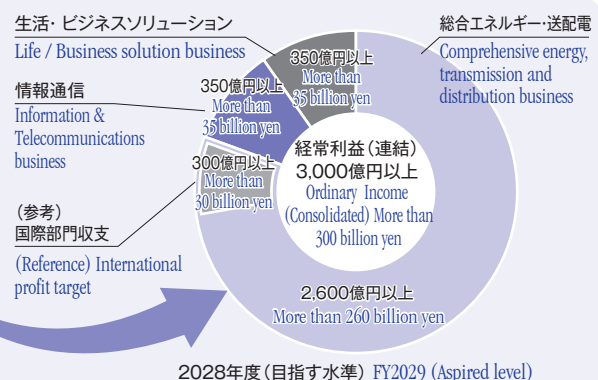 生活・ビジネスソリューション
Life / Business solution business
総合エネルギー・送配電
Comprehensive energy,
transmission and
distribution business
350億円以上
More than
35 billion yen
情報通信
Information &
Telecommunications
business
350億円以上
More than
35 billion yen
300億円以上
More than
30 billion yen
経常利益（連結）
3,000億円以上
Ordinary Income
(Consolidated) More than
300 billion yen
（参考）
国際部門収支
(Reference) International
profit target
2,600億円以上
More than 260 billion yen
2028年度（目指す水準） FY2029 (Aspired level)